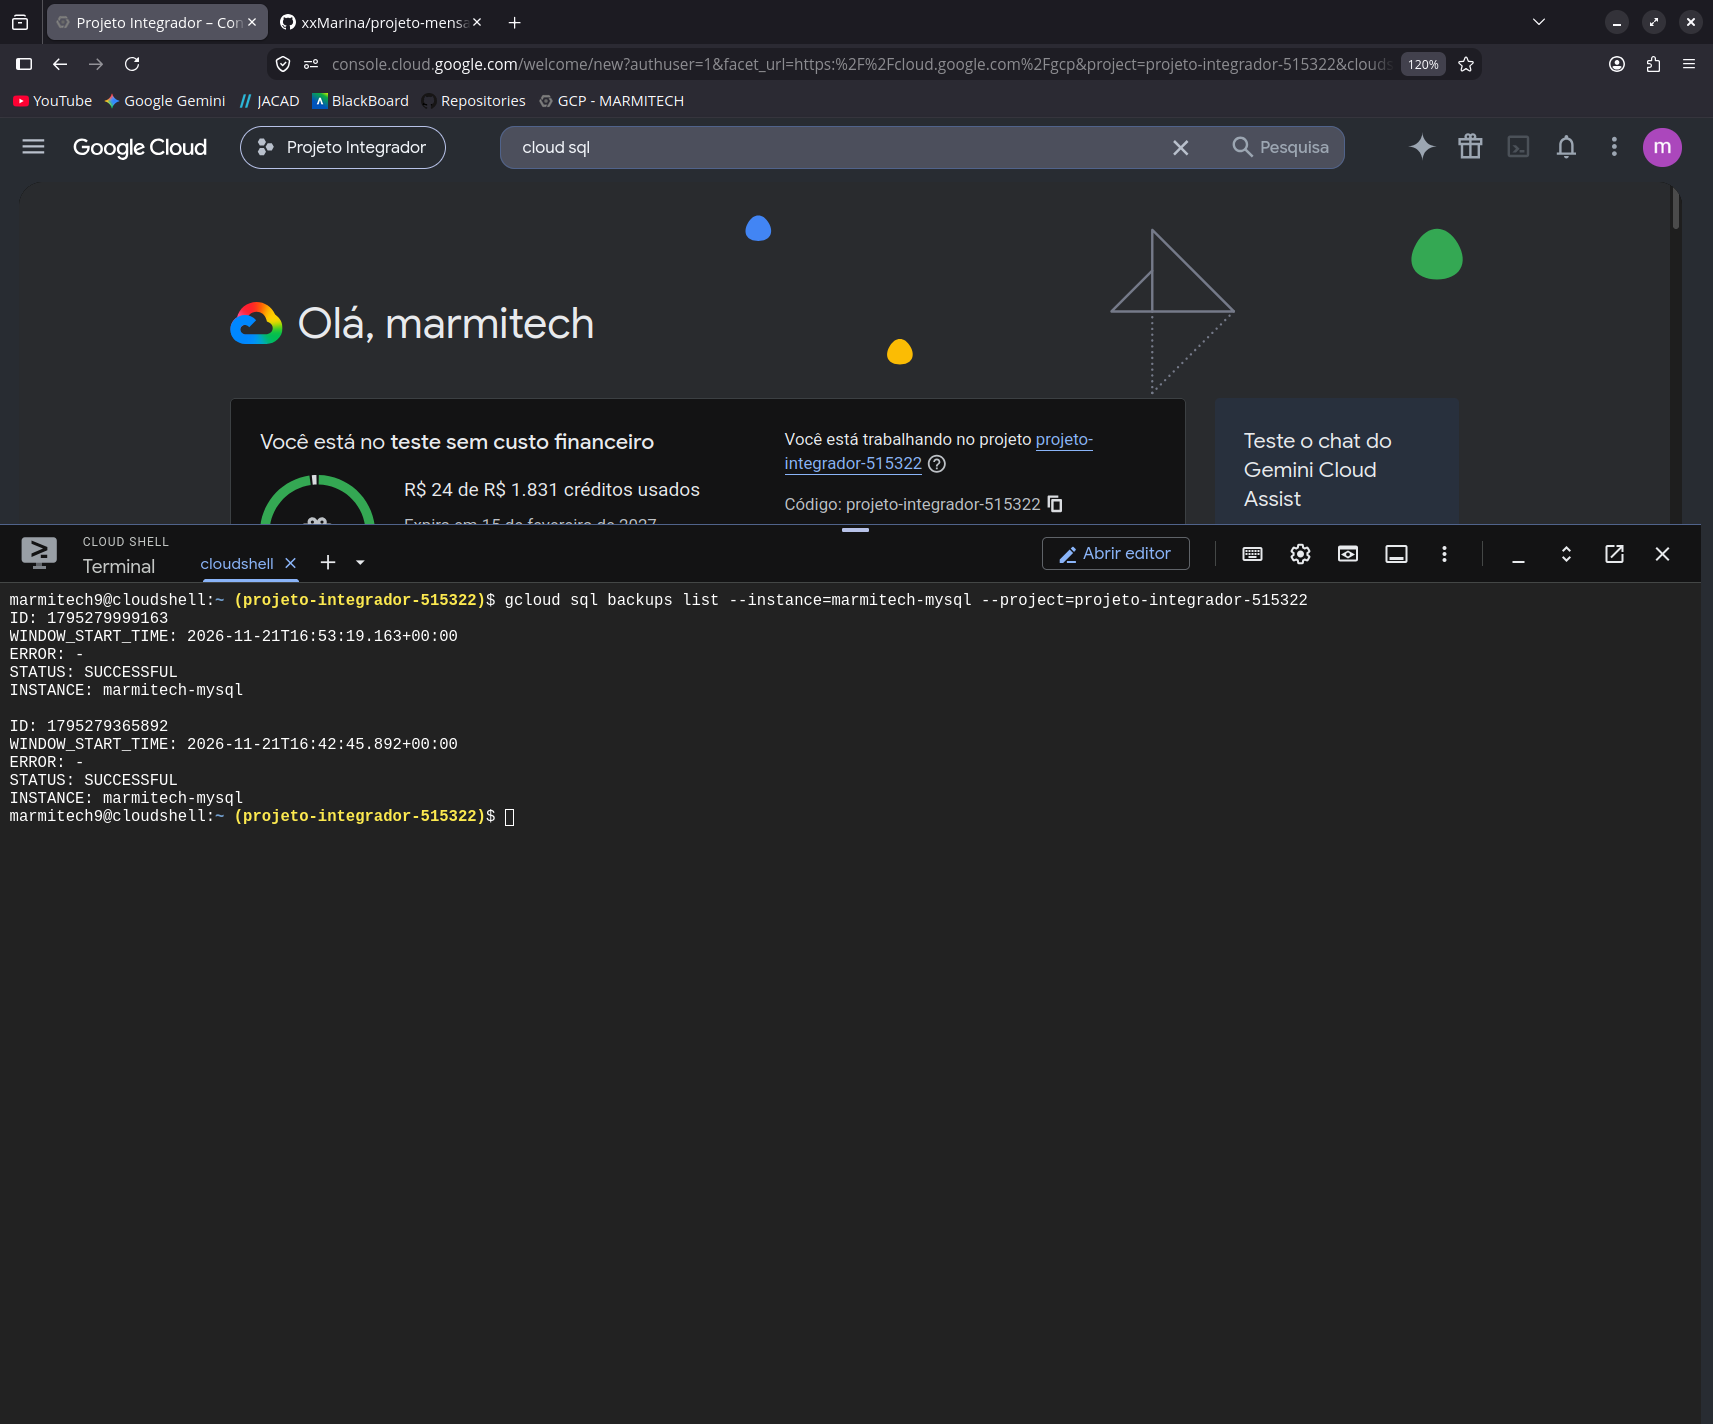 Projeto Integrador – Con
xxMarina/projeto-mensa
console.cloud.google.com/welcome/new?authuser=1&facet_url=https:%2F%2Fcloud.google.com%2Fgcp&project=projeto-integrador-515322&clouds
120%
YouTube
Google Gemini
JACAD
BlackBoard
Repositories
GCP - MARMITECH
Google Cloud
Projeto Integrador
cloud sql
Pesquisa
m
Olá, marmitech
Você está no teste sem custo financeiro
R$ 24 de R$ 1.831 créditos usados
Expira em 15 de fevereiro de 2027
Você está trabalhando no projeto projeto-
integrador-515322
Código: projeto-integrador-515322
Teste o chat do
Gemini Cloud
Assist
CLOUD SHELL
Terminal
cloudshell
Abrir editor
marmitech9@cloudshell:~ (projeto-integrador-515322)$ gcloud sql backups list --instance=marmitech-mysql --project=projeto-integrador-515322
ID: 1795279999163
WINDOW_START_TIME: 2026-11-21T16:53:19.163+00:00
ERROR: -
STATUS: SUCCESSFUL
INSTANCE: marmitech-mysql
ID: 1795279365892
WINDOW_START_TIME: 2026-11-21T16:42:45.892+00:00
ERROR: -
STATUS: SUCCESSFUL
INSTANCE: marmitech-mysql
marmitech9@cloudshell:~ (projeto-integrador-515322)$